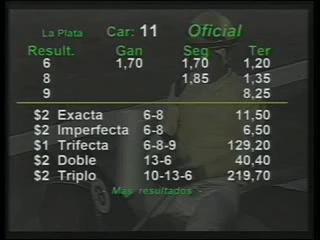 La Plata Car: 11 Oficial
Result. Gan Seg Ter
6 1,70 1,70 1,20
8 1,85 1,35
9 8,25
$2 Exacta 6-8 11,50
$2 Imperfecta 6-8 6,50
$1 Trifecta 6-8-9 129,20
$2 Doble 13-6 40,40
$2 Triplo 10-13-6 219,70
- Mas resultados -